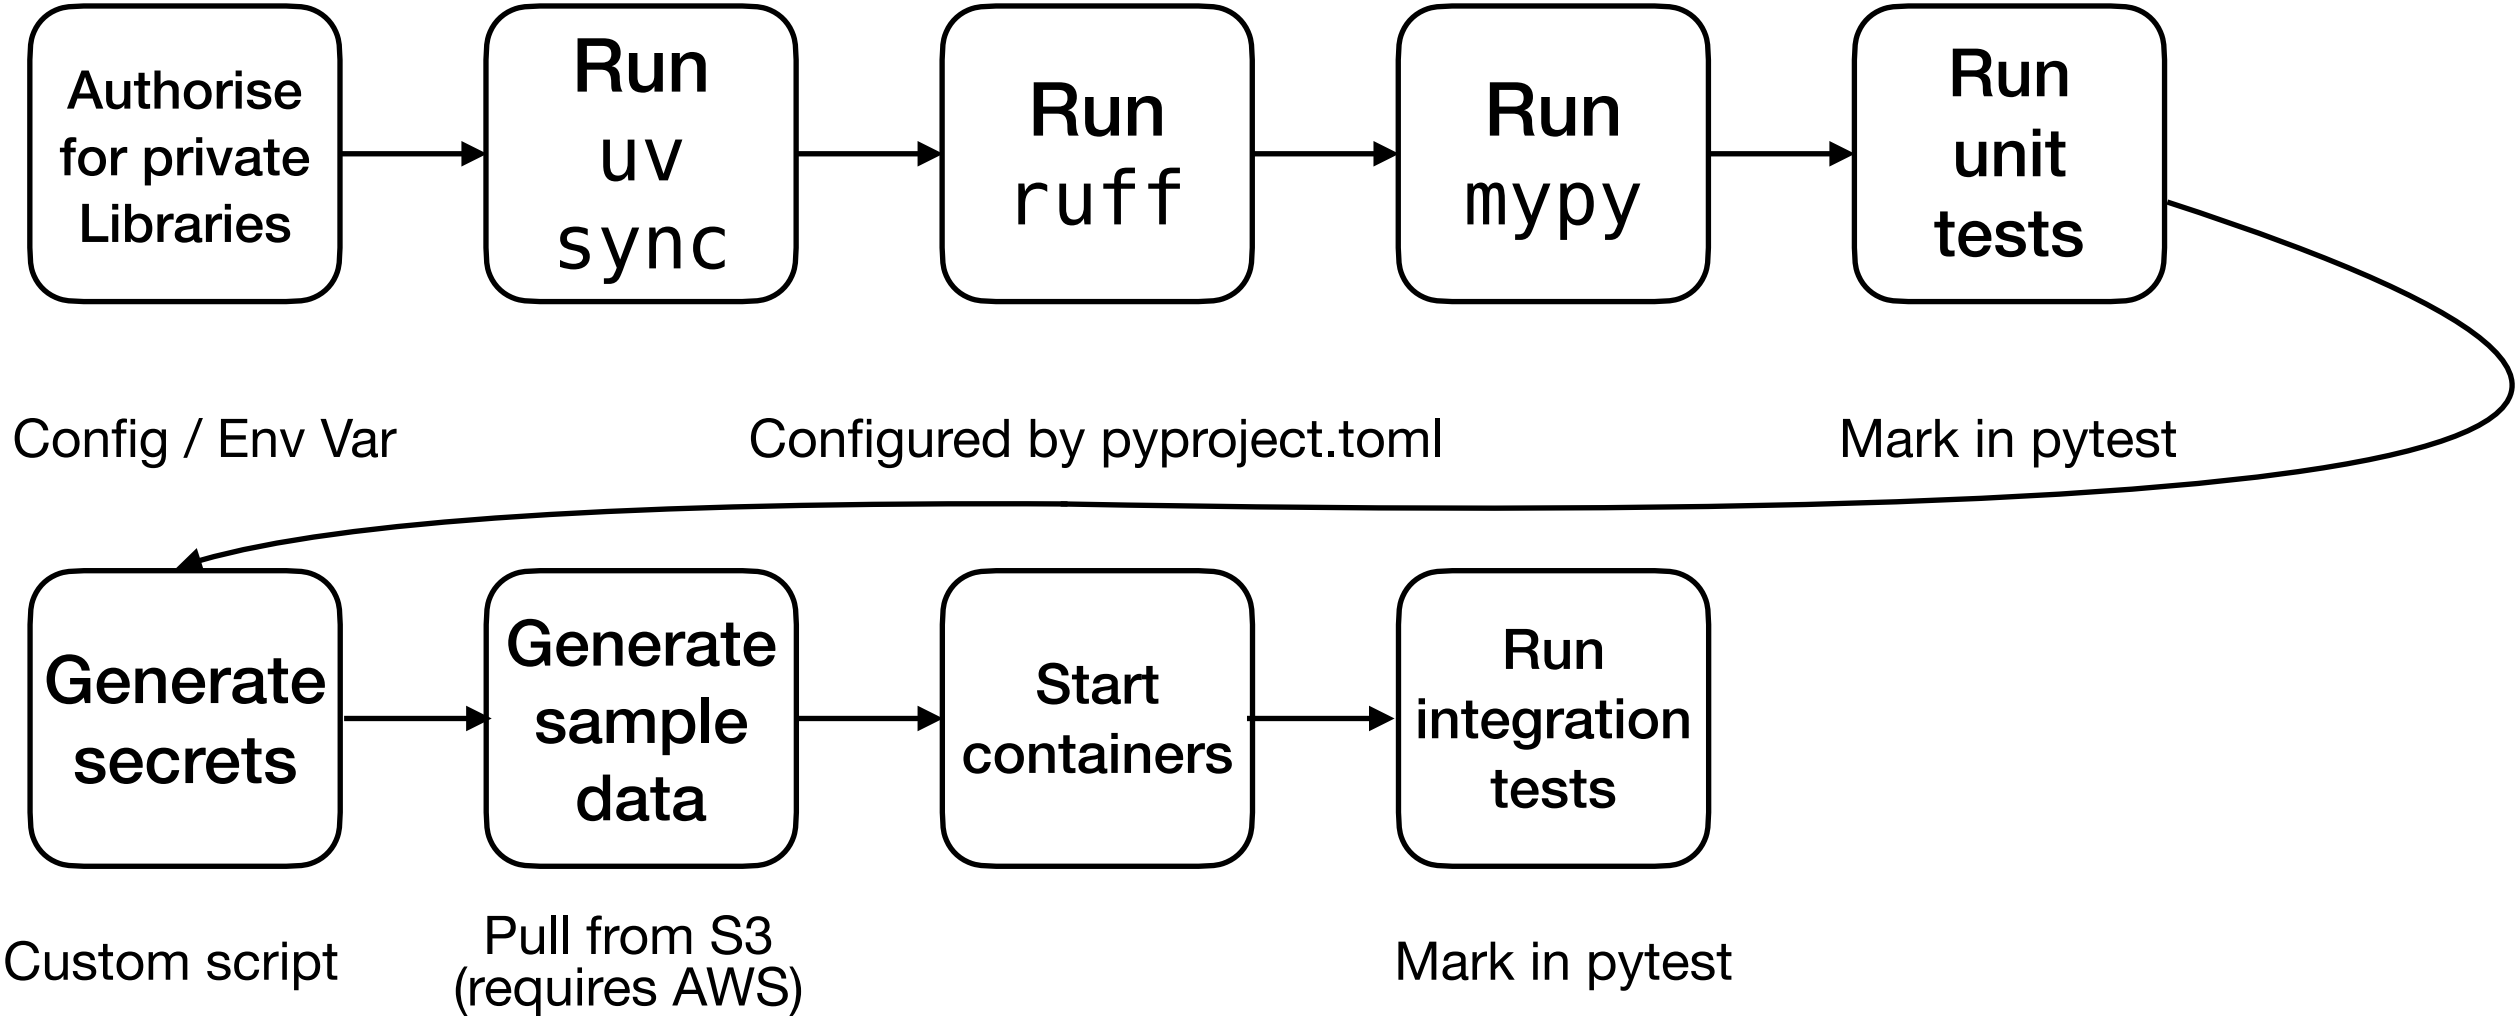 Authorise
for private
Libraries
Run
uv
sync
Run
ruff
Run
mypy
Run
unit
tests
Config / Env Var
Configured by pyproject.toml
Mark in pytest
Generate
secrets
Generate
sample
data
Start
containers
Run
integration
tests
Custom script
Pull from S3
(requires AWS)
Mark in pytest